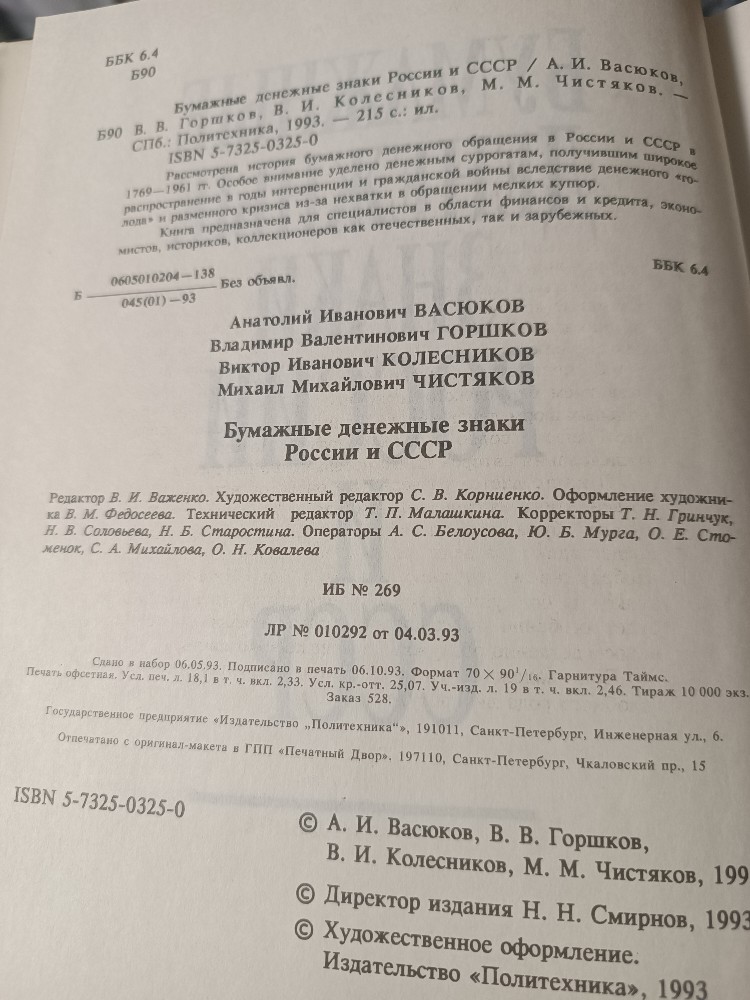 ББК 6.4
Б90
Бумажные денежные знаки России и СССР / А. И. Васюков,
Б90 В. В. Горшков, В. И. Колесников, М. М. Чистяков. —
СПб.: Политехника, 1993. — 215 с.: ил.
ISBN 5-7325-0325-0
Рассмотрена история бумажного денежного обращения в России и СССР в
1769—1961 гг. Особое внимание уделено денежным суррогатам, получившим широкое
распространение в годы интервенции и гражданской войны вследствие денежного «го-
лода» и разменного кризиса из-за нехватки в обращении мелких купюр.
Книга предназначена для специалистов в области финансов и кредита, эконо-
мистов, историков, коллекционеров как отечественных, так и зарубежных.
Б 0605010204—138
045(01)—93 Без объявл.
ББК 6.4
Анатолий Иванович ВАСЮКОВ
Владимир Валентинович ГОРШКОВ
Виктор Иванович КОЛЕСНИКОВ
Михаил Михайлович ЧИСТЯКОВ
Бумажные денежные знаки
России и СССР
Редактор В. И. Важенко. Художественный редактор С. В. Корниенко. Оформление художни-
ка В. М. Федосеева. Технический редактор Т. П. Малашкина. Корректоры Т. Н. Гринчук,
Н. В. Соловьева, Н. Б. Старостина. Операторы А. С. Белоусова, Ю. Б. Мурга, О. Е. Сто-
менок, С. А. Михайлова, О. Н. Ковалева
ИБ № 269
ЛР № 010292 от 04.03.93
Сдано в набор 06.05.93. Подписано в печать 06.10.93. Формат 70 × 90¹/₁₆. Гарнитура Таймс.
Печать офсетная. Усл. печ. л. 18,1 в т. ч. вкл. 2,33. Усл. кр.-отт. 25,07. Уч.-изд. л. 19 в т. ч. вкл. 2,46. Тираж 10 000 экз.
Заказ 528.
Государственное предприятие «Издательство „Политехника“», 191011, Санкт-Петербург, Инженерная ул., 6.
Отпечатано с оригинал-макета в ГПП «Печатный Двор». 197110, Санкт-Петербург, Чкаловский пр., 15
ISBN 5-7325-0325-0
© А. И. Васюков, В. В. Горшков,
В. И. Колесников, М. М. Чистяков, 199
© Директор издания Н. Н. Смирнов, 1993
© Художественное оформление.
Издательство «Политехника», 1993